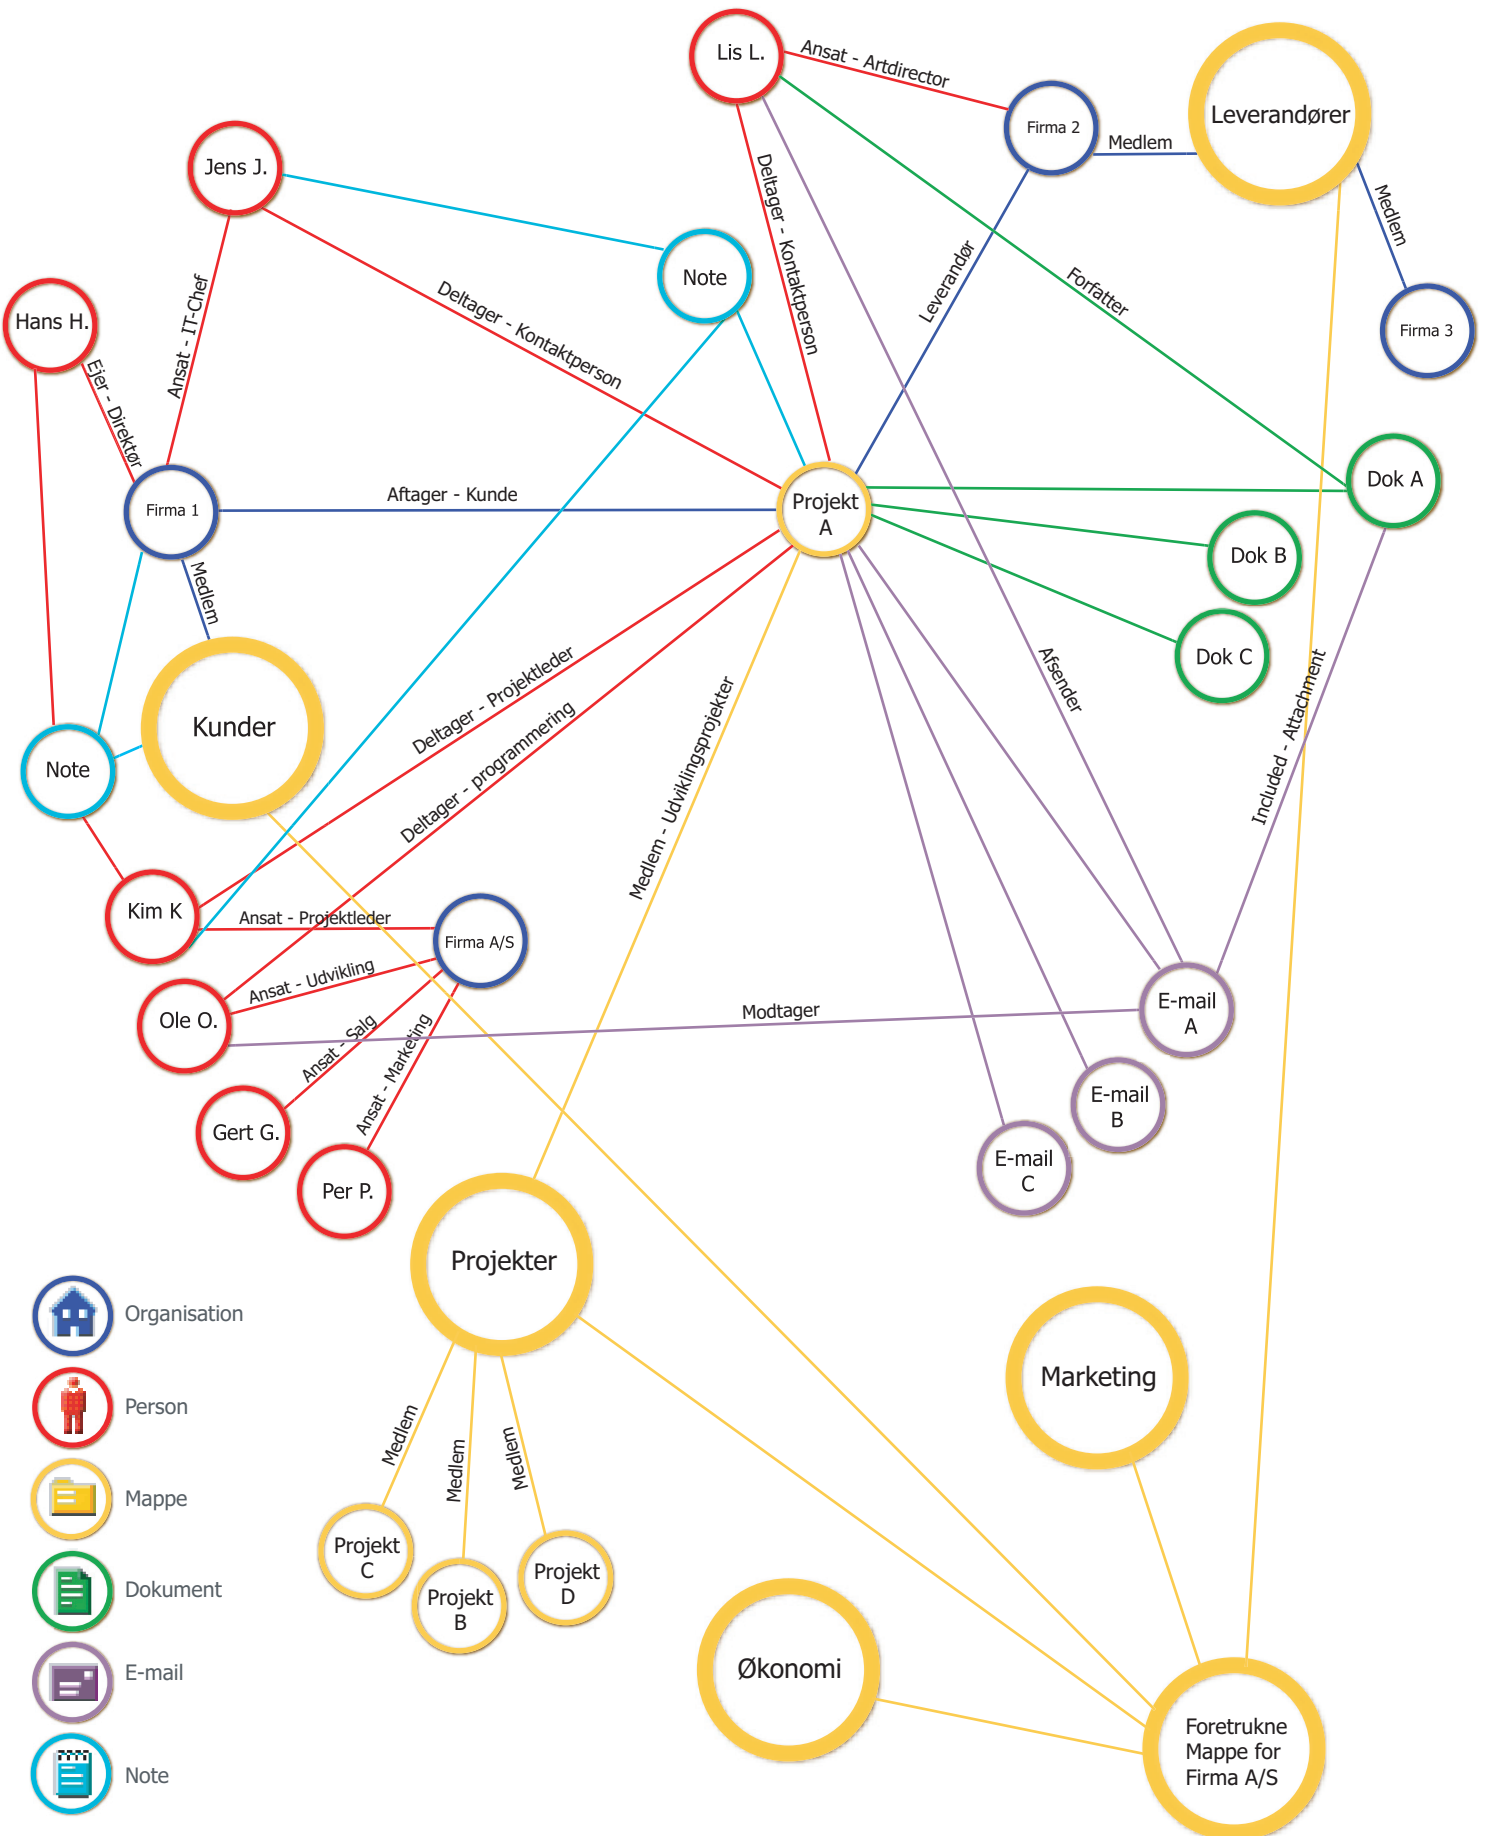 Lis L.
Ansat - Artdirector
Firma 2
Medlem
Leverandører
Medlem
Firma 3
Jens J.
Note
Deltager - Kontaktperson
Leverandør
Forfatter
Hans H.
Ejer - Direktør
Ansat - IT-Chef
Deltager - Kontaktperson
Firma 1
Aftager - Kunde
Projekt
A
Dok A
Dok B
Dok C
Medlem
Kunder
Note
Deltager - Projektleder
Deltager - programmering
Medlem - Udviklingsprojekter
Afsender
Included - Attachment
Kim K
Ansat - Projektleder
Firma A/S
Ole O.
Ansat - Udvikling
Modtager
E-mail
A
Ansat - Salg
Ansat - Marketing
Gert G.
Per P.
E-mail
B
E-mail
C
Projekter
Marketing
Medlem
Medlem
Medlem
Projekt
C
Projekt
B
Projekt
D
Økonomi
Foretrukne
Mappe for
Firma A/S
Organisation
Person
Mappe
Dokument
E-mail
Note